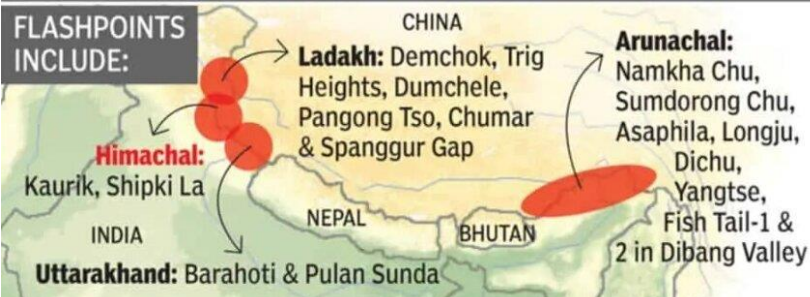 FLASHPOINTS
INCLUDE:
CHINA
Ladakh: Demchok, Trig
Heights, Dumchele,
Pangong Tso, Chumar
& Spanggur Gap
Arunachal:
Namkha Chu,
Sumdorong Chu,
Asaphila, Longju,
Dichu,
Yangtse,
Fish Tail-1 &
2 in Dibang Valley
Himachal:
Kaurik, Shipki La
NEPAL
BHUTAN
INDIA
Uttarakhand: Barahoti & Pulan Sunda